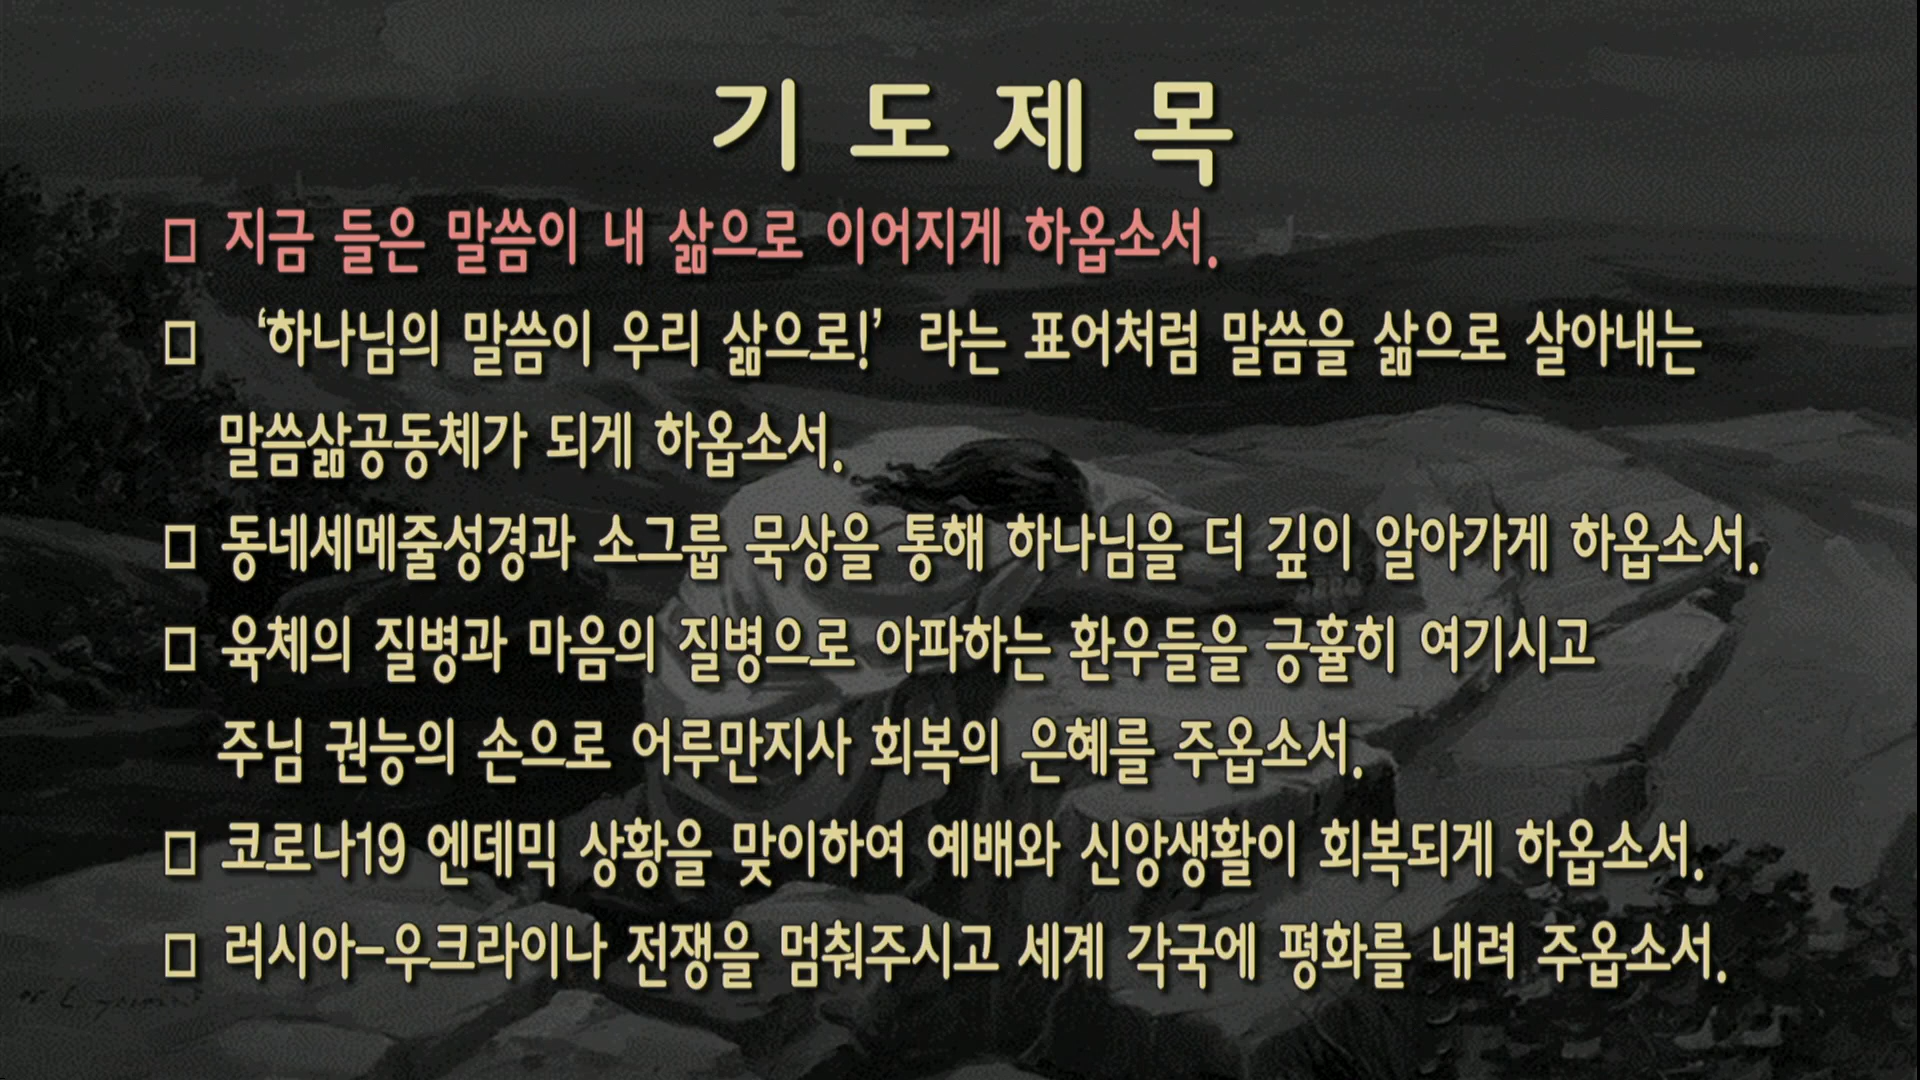 기 도 제 목
□ 지금 들은 말씀이 내 삶으로 이어지게 하옵소서.
□ ‘하나님의 말씀이 우리 삶으로!’ 라는 표어처럼 말씀을 삶으로 살아내는
말씀삶공동체가 되게 하옵소서.
□ 동네세메줄성경과 소그룹 묵상을 통해 하나님을 더 깊이 알아가게 하옵소서.
□ 육체의 질병과 마음의 질병으로 아파하는 환우들을 긍휼히 여기시고
주님 권능의 손으로 어루만지사 회복의 은혜를 주옵소서.
□ 코로나19 엔데믹 상황을 맞이하여 예배와 신앙생활이 회복되게 하옵소서.
□ 러시아-우크라이나 전쟁을 멈춰주시고 세계 각국에 평화를 내려 주옵소서.